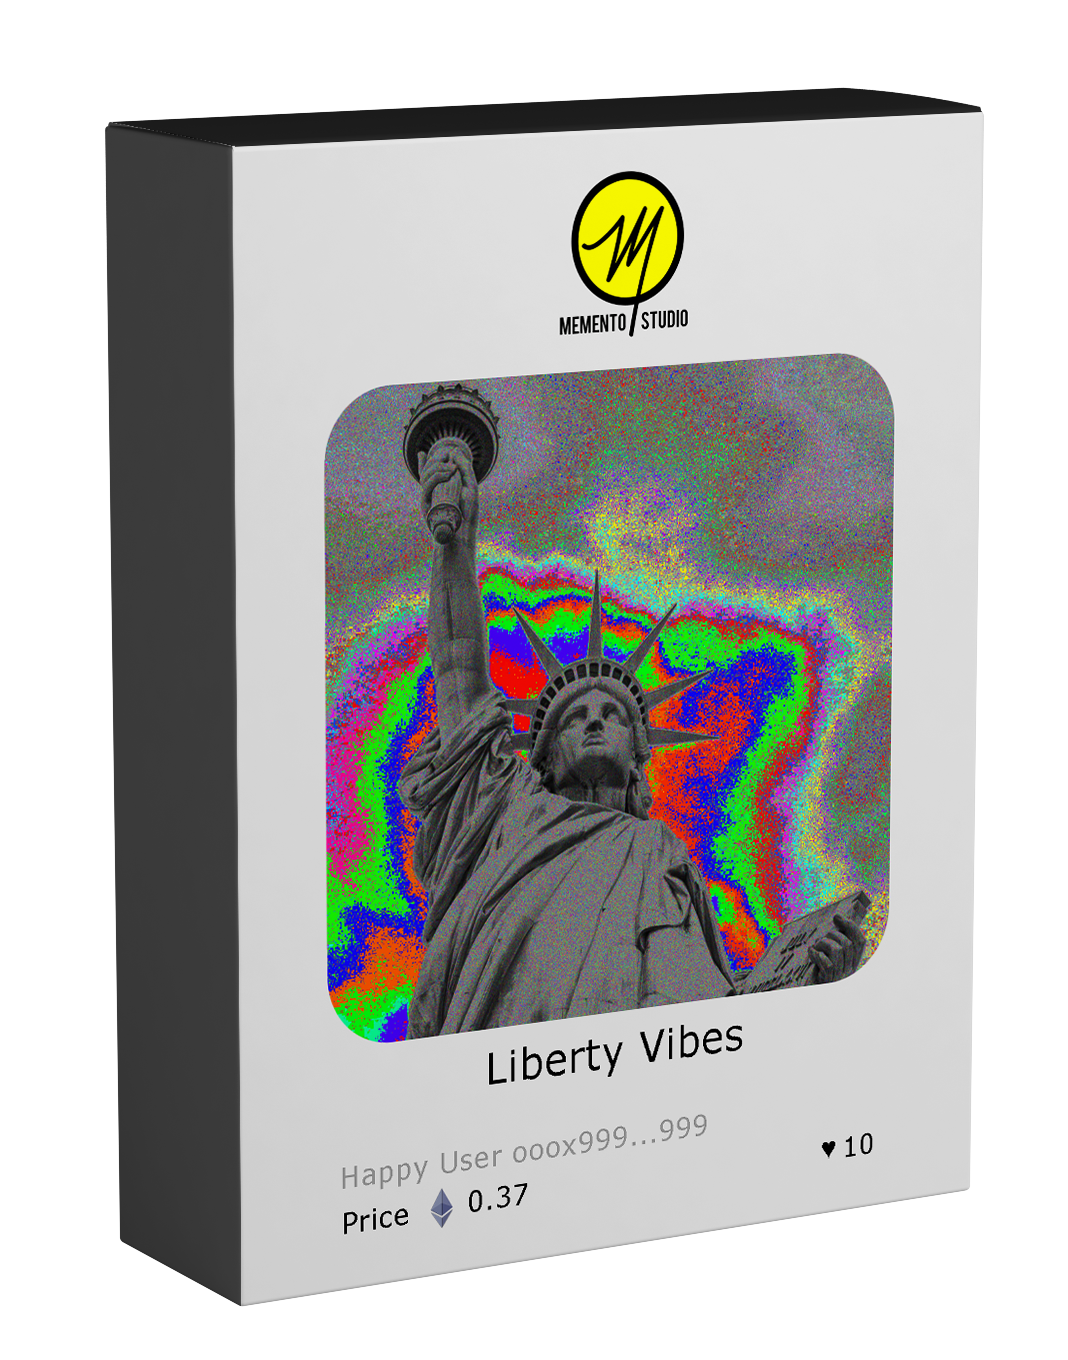 MEMENTO STUDIO
Liberty Vibes
Happy User ooox999...999
♥ 10
Price 0.37